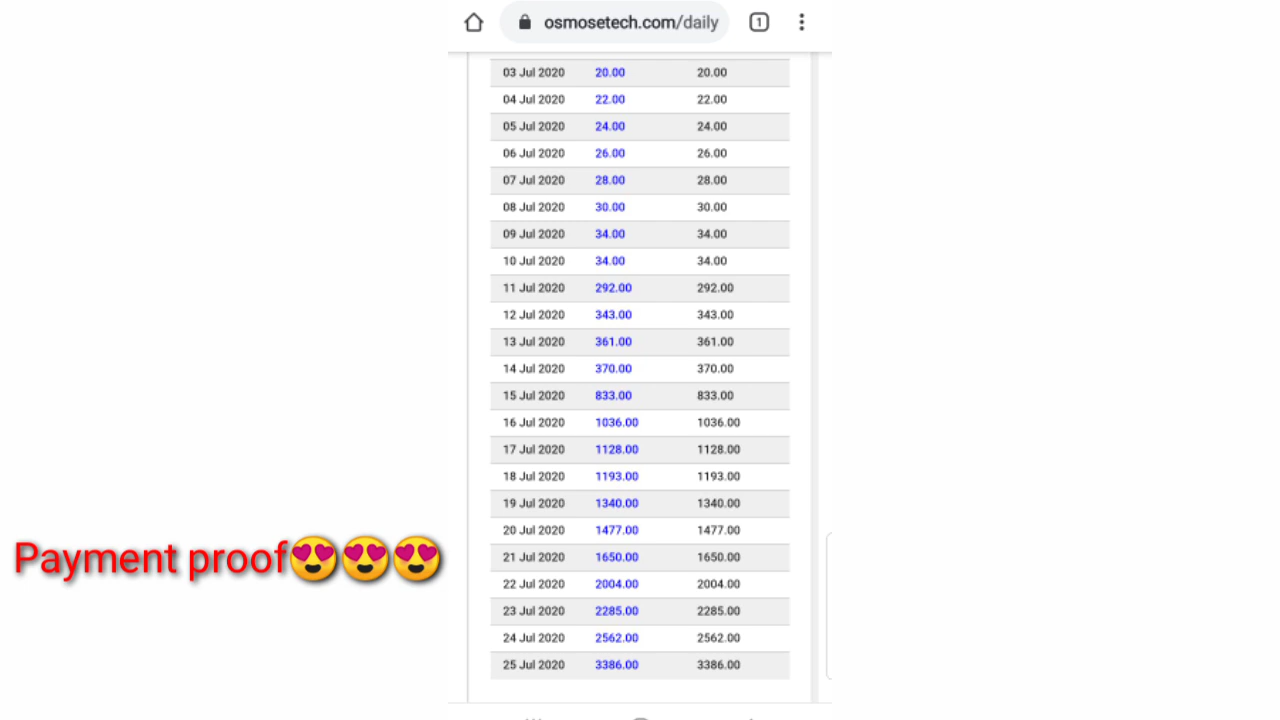 osmosetech.com/daily 1
03 Jul 2020 20.00 20.00
04 Jul 2020 22.00 22.00
05 Jul 2020 24.00 24.00
06 Jul 2020 26.00 26.00
07 Jul 2020 28.00 28.00
08 Jul 2020 30.00 30.00
09 Jul 2020 34.00 34.00
10 Jul 2020 34.00 34.00
11 Jul 2020 292.00 292.00
12 Jul 2020 343.00 343.00
13 Jul 2020 361.00 361.00
14 Jul 2020 370.00 370.00
15 Jul 2020 833.00 833.00
16 Jul 2020 1036.00 1036.00
17 Jul 2020 1128.00 1128.00
18 Jul 2020 1193.00 1193.00
19 Jul 2020 1340.00 1340.00
20 Jul 2020 1477.00 1477.00
21 Jul 2020 1650.00 1650.00
22 Jul 2020 2004.00 2004.00
23 Jul 2020 2285.00 2285.00
24 Jul 2020 2562.00 2562.00
25 Jul 2020 3386.00 3386.00
Payment proof😍😍😍